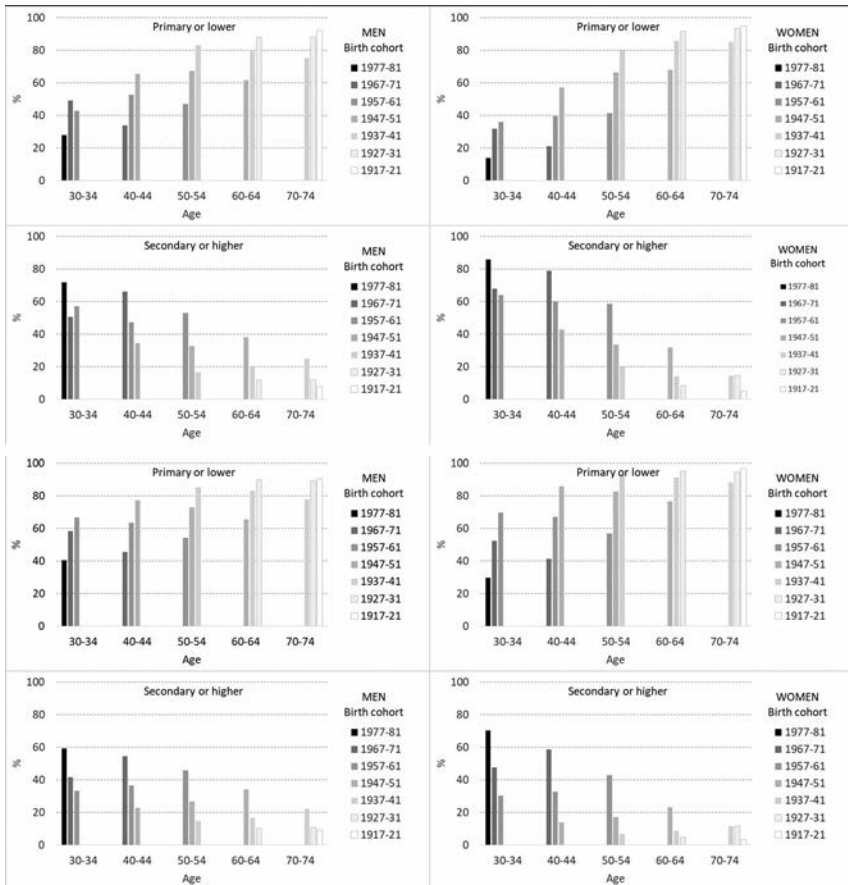 %
100
80
60
40
20
0
Primary or lower
30-34 40-44 50-54 60-64 70-74
Age
MEN
Birth cohort
1977-81
1967-71
1957-61
1947-51
1937-41
1927-31
1917-21
%
100
80
60
40
20
0
Primary or lower
30-34 40-44 50-54 60-64 70-74
Age
WOMEN
Birth cohort
1977-81
1967-71
1957-61
1947-51
1937-41
1927-31
1917-21
%
100
80
60
40
20
0
Secondary or higher
30-34 40-44 50-54 60-64 70-74
Age
MEN
Birth cohort
1977-81
1967-71
1957-61
1947-51
1937-41
1927-31
1917-21
%
100
80
60
40
20
0
Secondary or higher
30-34 40-44 50-54 60-64 70-74
Age
WOMEN
Birth cohort
1977-81
1967-71
1957-61
1947-51
1937-41
1927-31
1917-21
%
100
80
60
40
20
0
Primary or lower
30-34 40-44 50-54 60-64 70-74
Age
MEN
Birth cohort
1977-81
1967-71
1957-61
1947-51
1937-41
1927-31
1917-21
%
100
80
60
40
20
0
Primary or lower
30-34 40-44 50-54 60-64 70-74
Age
WOMEN
Birth cohort
1977-81
1967-71
1957-61
1947-51
1937-41
1927-31
1917-21
%
100
80
60
40
20
0
Secondary or higher
30-34 40-44 50-54 60-64 70-74
Age
MEN
Birth cohort
1977-81
1967-71
1957-61
1947-51
1937-41
1927-31
1917-21
%
100
80
60
40
20
0
Secondary or higher
30-34 40-44 50-54 60-64 70-74
Age
WOMEN
Birth cohort
1977-81
1967-71
1957-61
1947-51
1937-41
1927-31
1917-21